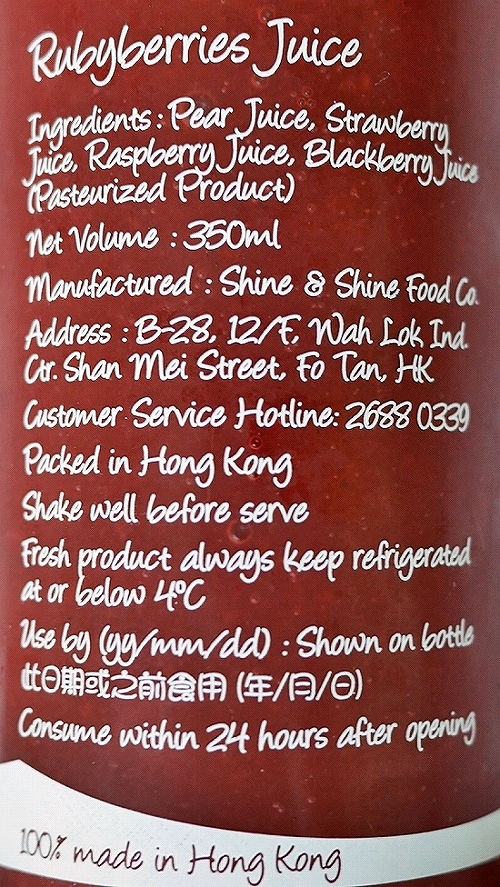 Rubyberries Juice
Ingredients : Pear Juice, Strawberry
Juice, Raspberry Juice, Blackberry Juice
(Pasteurized Product)
Net Volume : 350ml
Manufactured : Shine & Shine Food Co.
Address : B-28, 12/F, Wah Lok Ind.
Ctr. Shan Mei Street, Fo Tan, HK
Customer Service Hotline: 2688 0339
Packed in Hong Kong
Shake well before serve
Fresh product always keep refrigerated
at or below 4°C
Use by (yy/mm/dd) : Shown on bottle
此日期或之前食用 (年/月/日)
Consume within 24 hours after opening
100% made in Hong Kong